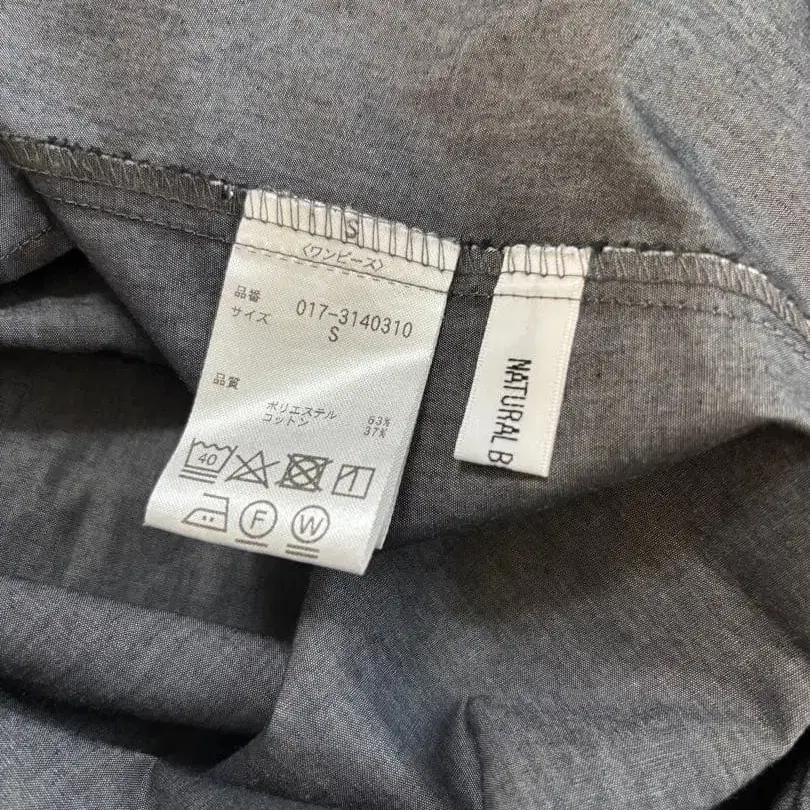 S
〈ワンピース〉
品番 017-3140310
サイズ S
品質
ポリエステル 63%
コットン 37%
40
F W
NATURAL B